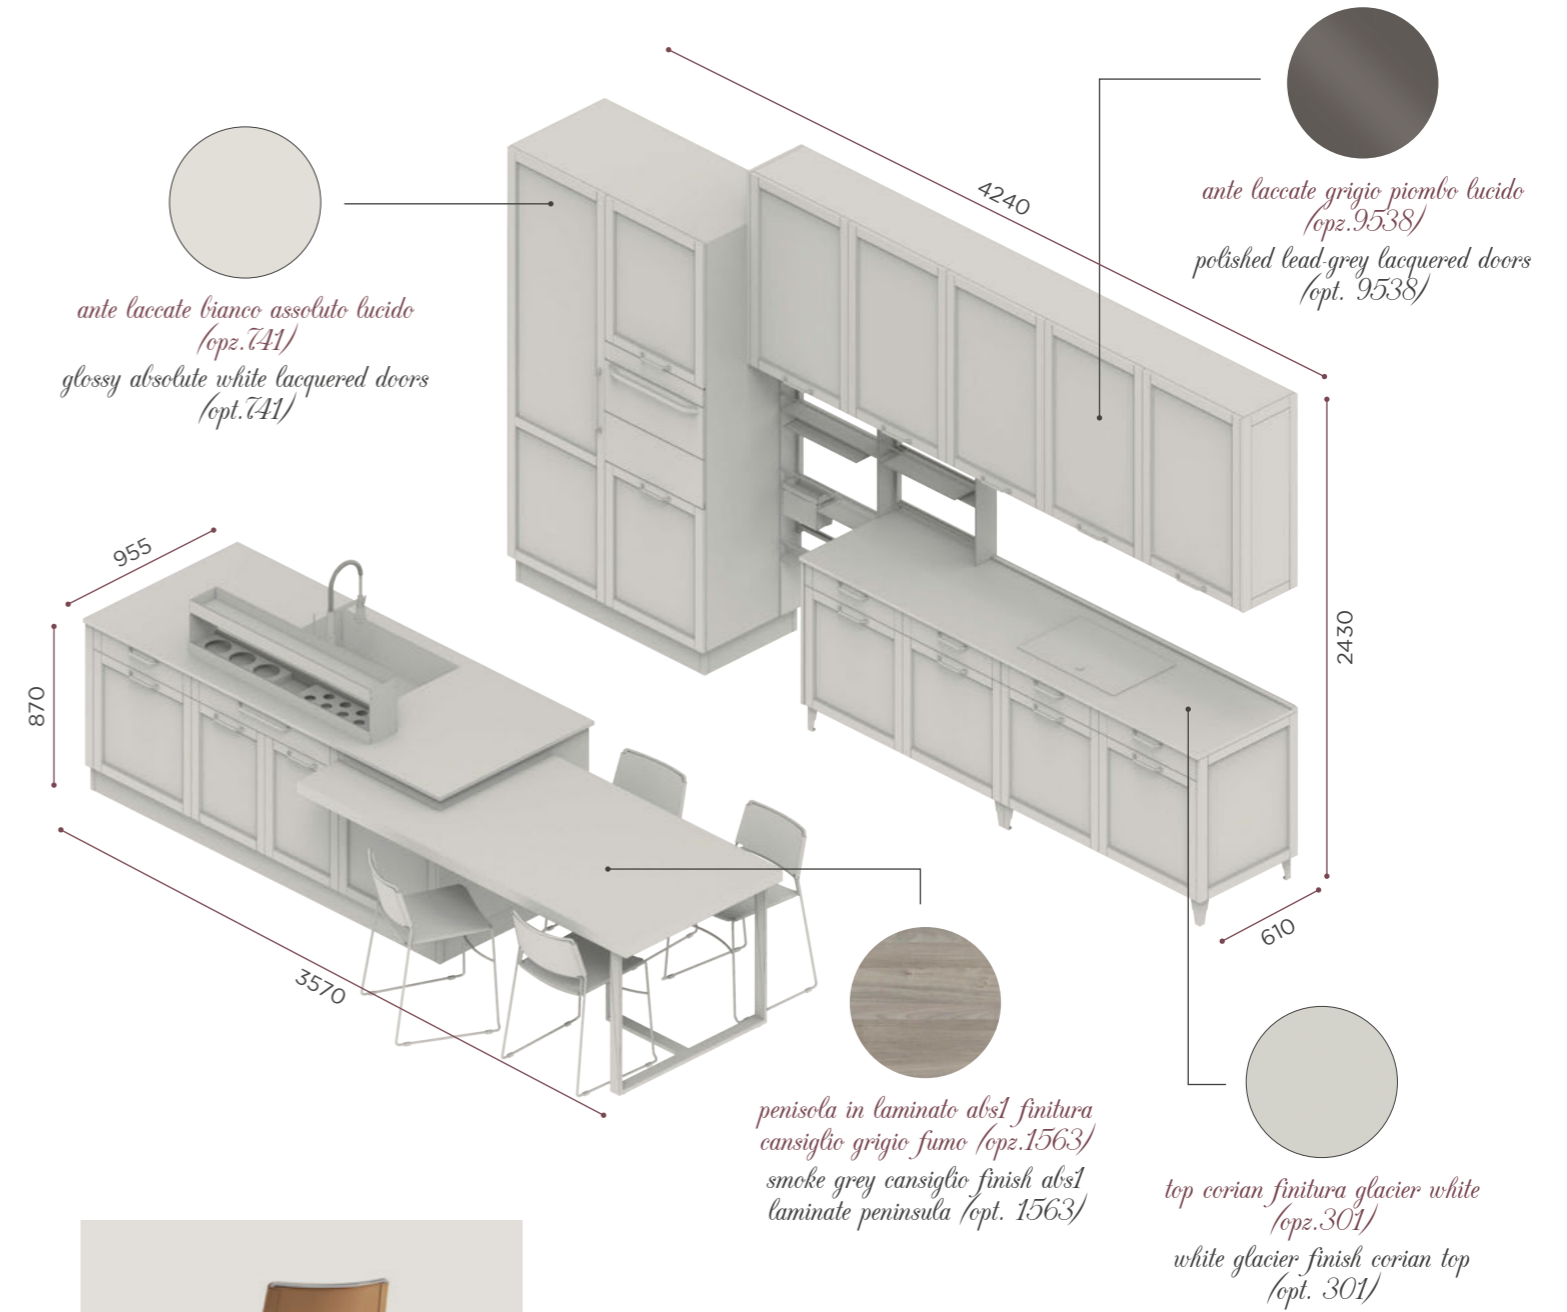 4240
ante laccate grigio piombo lucido
(opz.9538)
polished lead-grey lacquered doors
(opt. 9538)
ante laccate bianco assoluto lucido
(opz.741)
glossy absolute white lacquered doors
(opt.741)
955
870
2430
610
3570
penisola in laminato abs1 finitura
cansiglio grigio fumo (opz.1563)
smoke grey cansiglio finish abs1
laminate peninsula (opt. 1563)
top corian finitura glacier white
(opz.301)
white glacier finish corian top
(opt. 301)